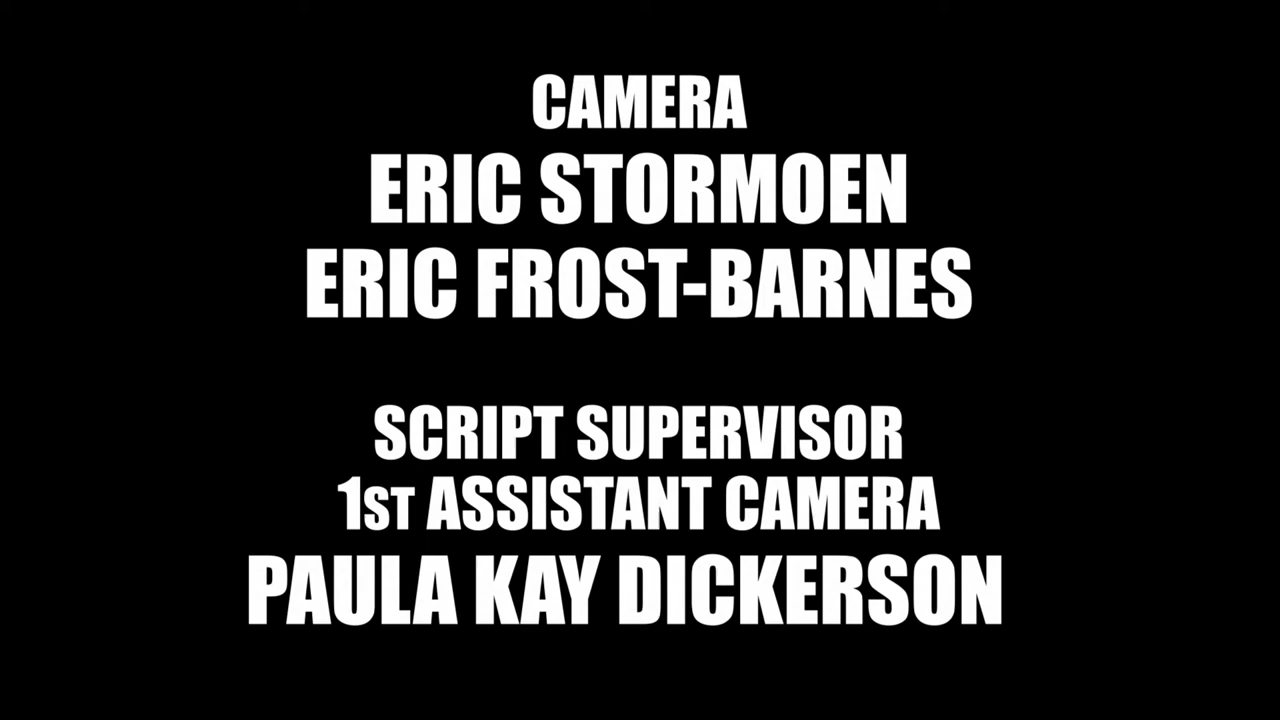 CAMERA
ERIC STORMOEN
ERIC FROST-BARNES
SCRIPT SUPERVISOR
1ST ASSISTANT CAMERA
PAULA KAY DICKERSON